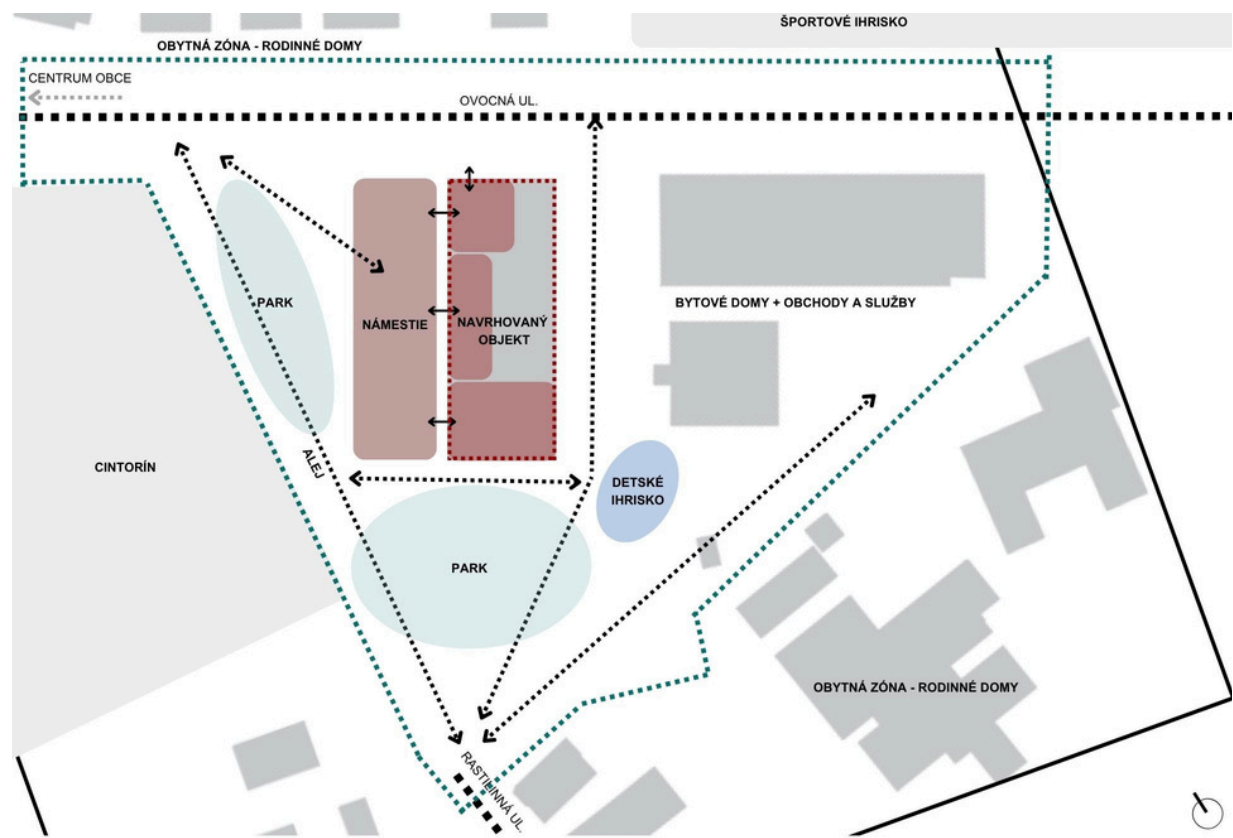 ŠPORTOVÉ IHRISKO
OBYTNÁ ZÓNA - RODINNÉ DOMY
CENTRUM OBCE
OVOCNÁ UL.
PARK
NÁMESTIE
NAVRHOVANÝ
OBJEKT
BYTOVÉ DOMY + OBCHODY A SLUŽBY
CINTORÍN
ALEJ
DETSKÉ
IHRISKO
PARK
OBYTNÁ ZÓNA - RODINNÉ DOMY
RASTILINNÁ UL.